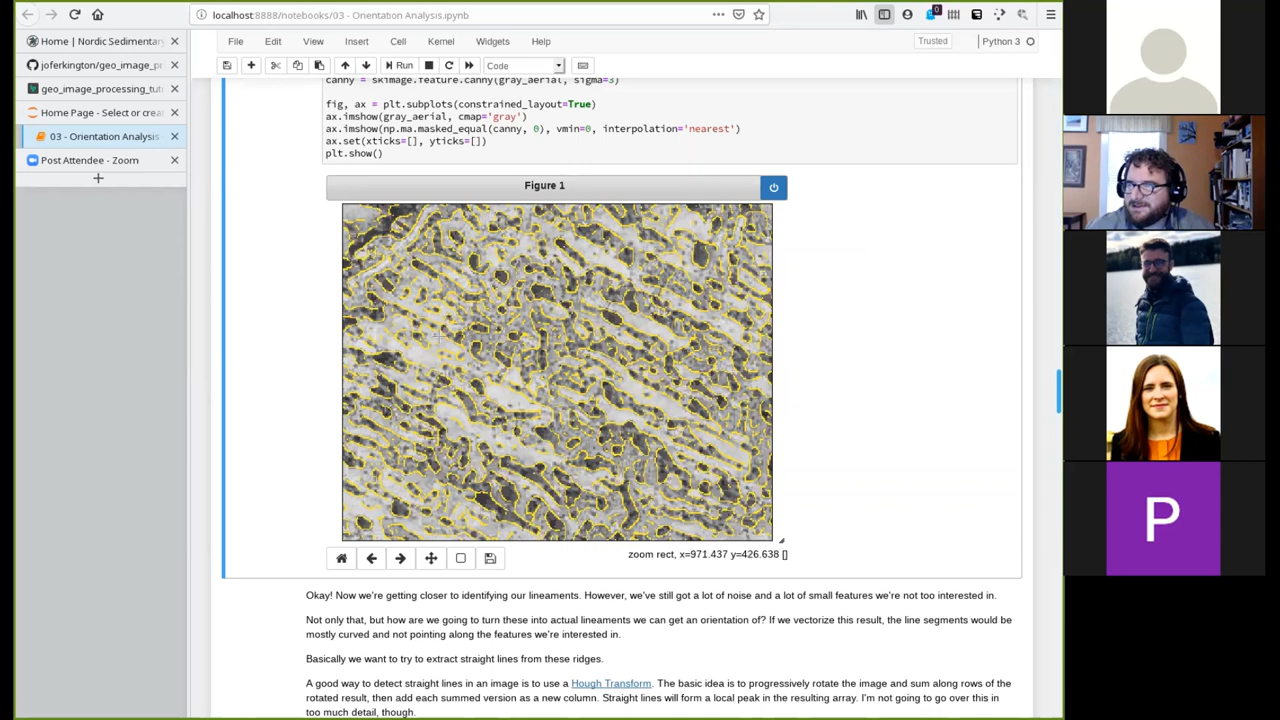 localhost:8888/notebooks/03 - Orientation Analysis.ipynb
0
Home | Nordic Sedimentary
joferkington/geo_image_pr
geo_image_processing_tuto
Home Page - Select or creat
03 - Orientation Analysis
Post Attendee - Zoom
File Edit View Insert Cell Kernel Widgets Help
Trusted Python 3
Run Code
canny = skimage.feature.canny(gray_aerial, sigma=3)
fig, ax = plt.subplots(constrained_layout=True)
ax.imshow(gray_aerial, cmap='gray')
ax.imshow(np.ma.masked_equal(canny, 0), vmin=0, interpolation='nearest')
ax.set(xticks=[], yticks=[])
plt.show()
Figure 1
zoom rect, x=971.437 y=426.638 []
Okay! Now we're getting closer to identifying our lineaments. However, we've still got a lot of noise and a lot of small features we're not too interested in.
Not only that, but how are we going to turn these into actual lineaments we can get an orientation of? If we vectorize this result, the line segments would be
mostly curved and not pointing along the features we're interested in.
Basically we want to try to extract straight lines from these ridges.
A good way to detect straight lines in an image is to use a Hough Transform. The basic idea is to progressively rotate the image and sum along rows of the
rotated result, then add each summed version as a new column. Straight lines will form a local peak in the resulting array. I'm not going to go over this in
too much detail, though.
P